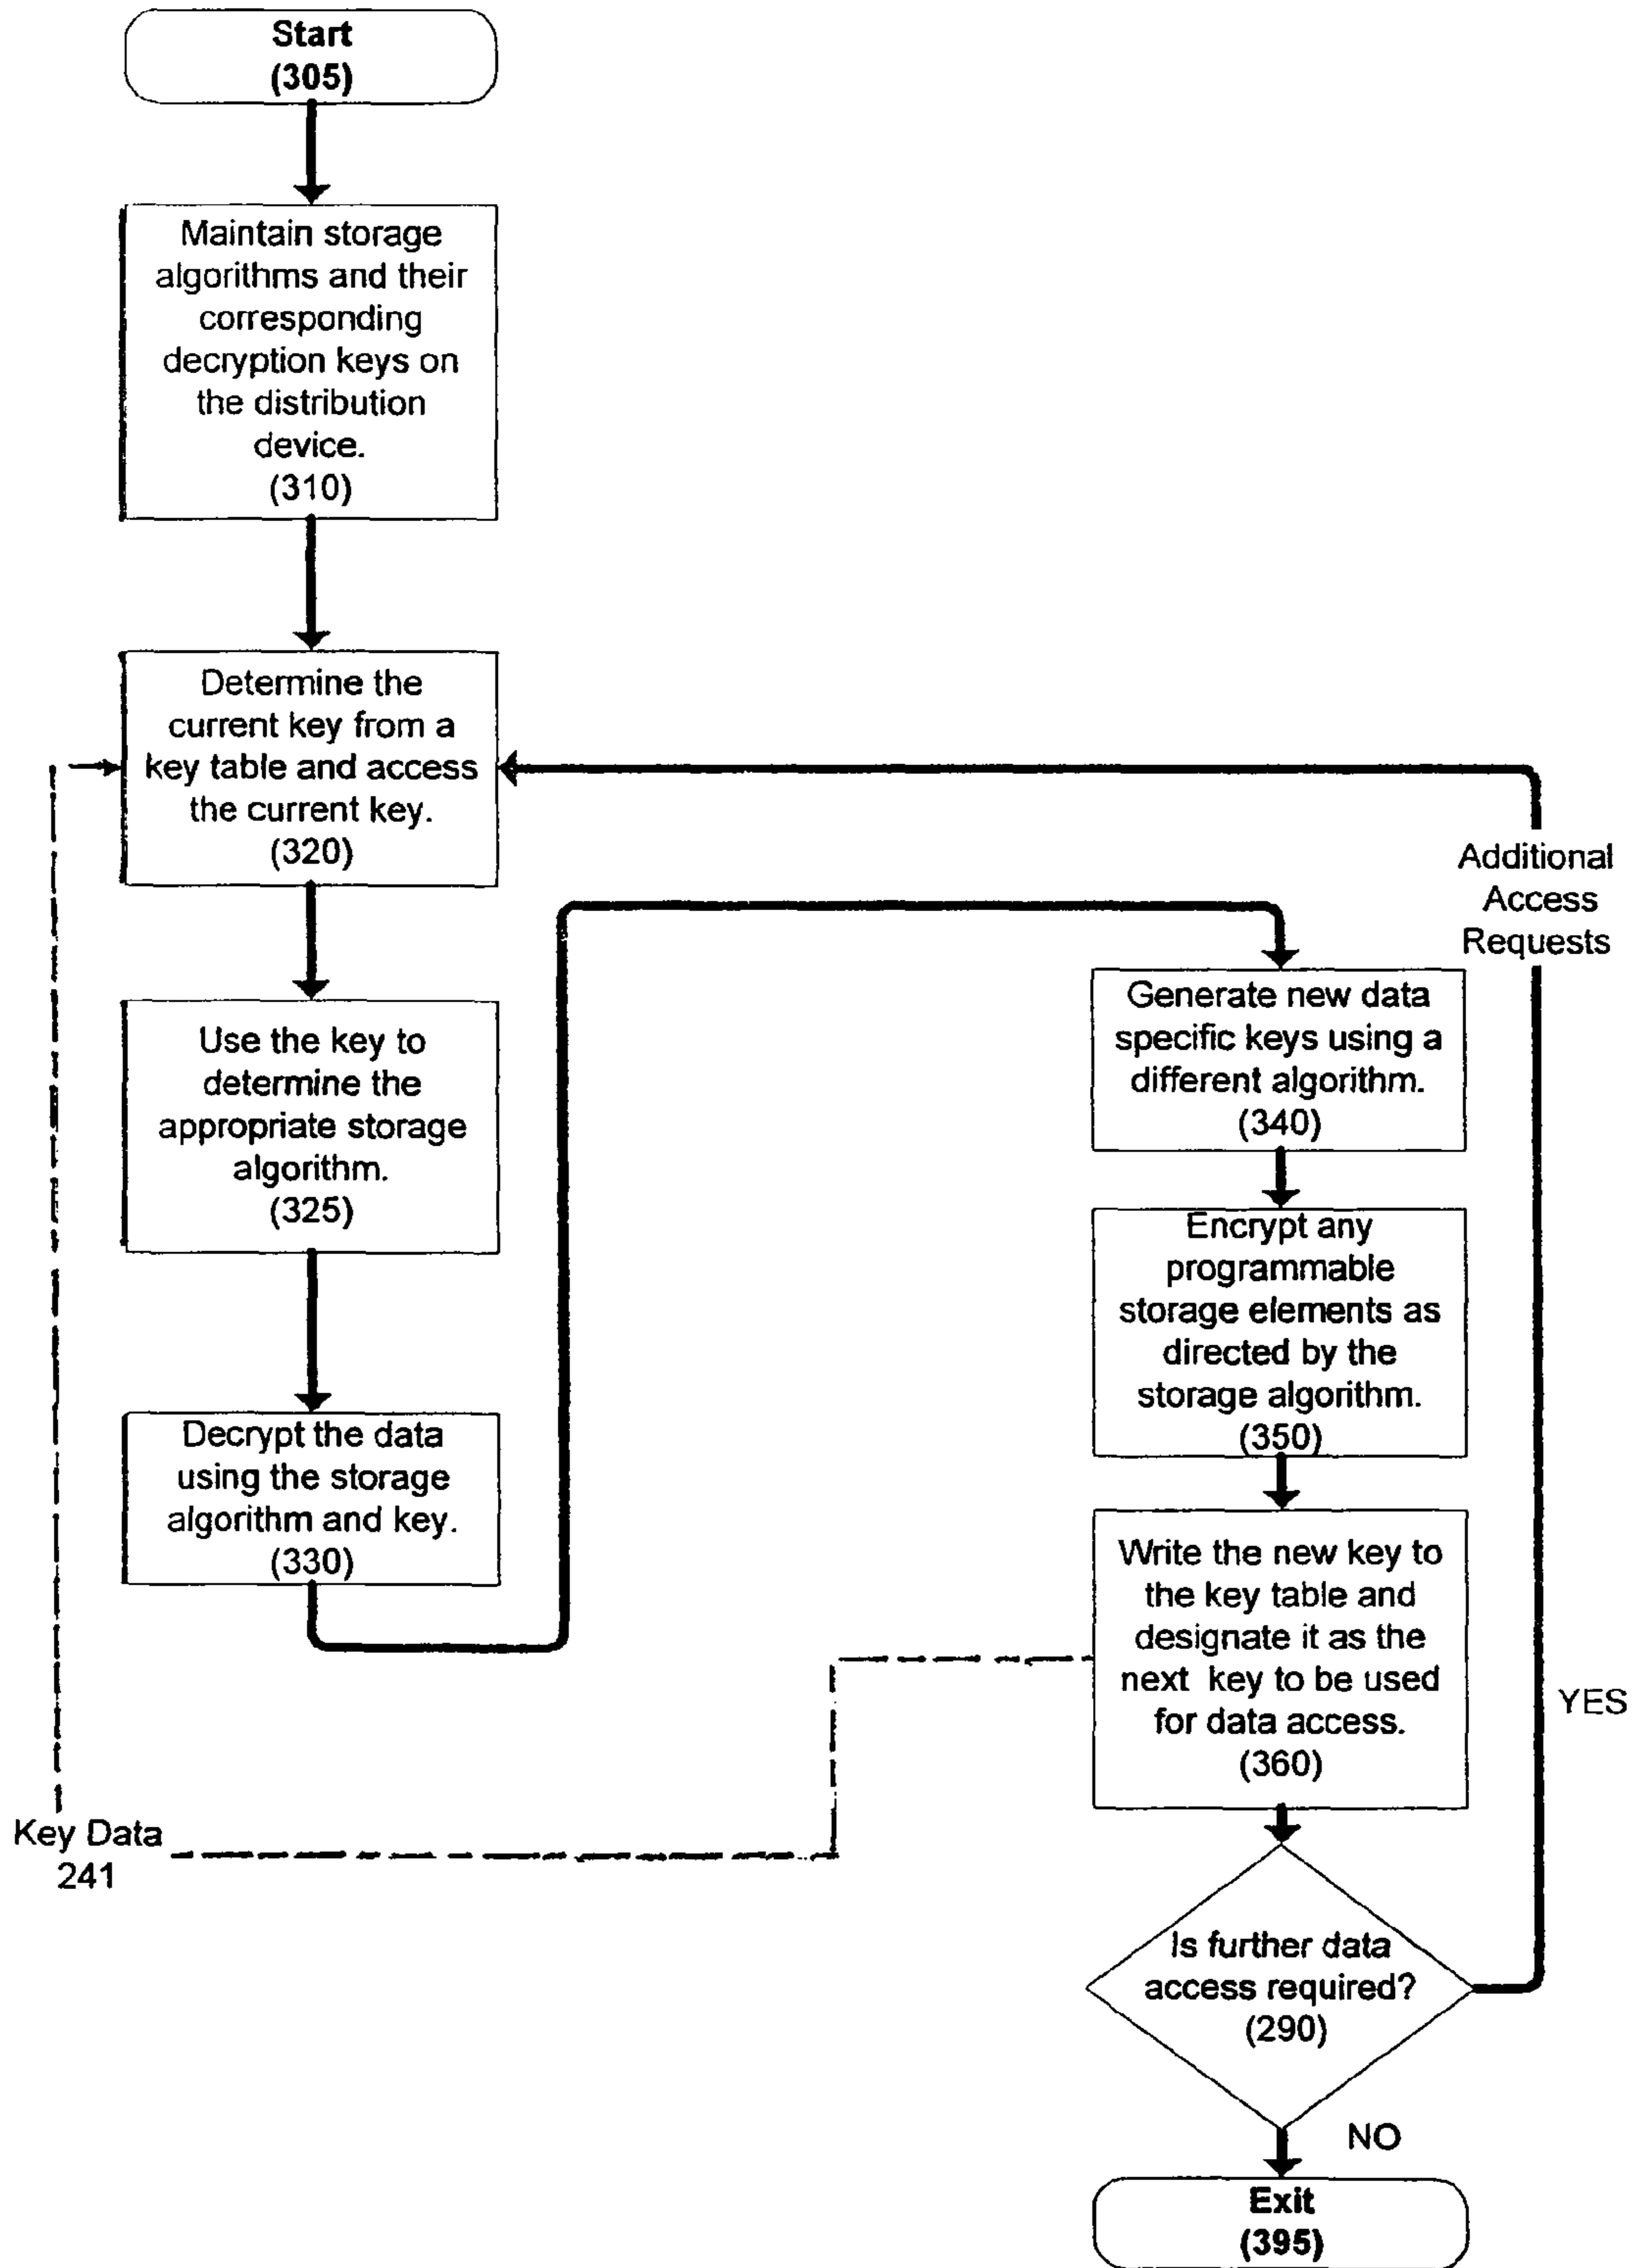 Start
(305)
Maintain storage
algorithms and their
corresponding
decryption keys on
the distribution
device.
(310)
Determine the
current key from a
key table and access
the current key.
(320)
Use the key to
determine the
appropriate storage
algorithm.
(325)
Decrypt the data
using the storage
algorithm and key.
(330)
Additional
Access
Requests
Generate new data
specific keys using a
different algorithm.
(340)
Encrypt any
programmable
storage elements as
directed by the
storage algorithm.
(350)
Write the new key to
the key table and
designate it as the
next key to be used
for data access.
(360)
YES
Key Data
241
Is further data
access required?
(290)
NO
Exit
(395)